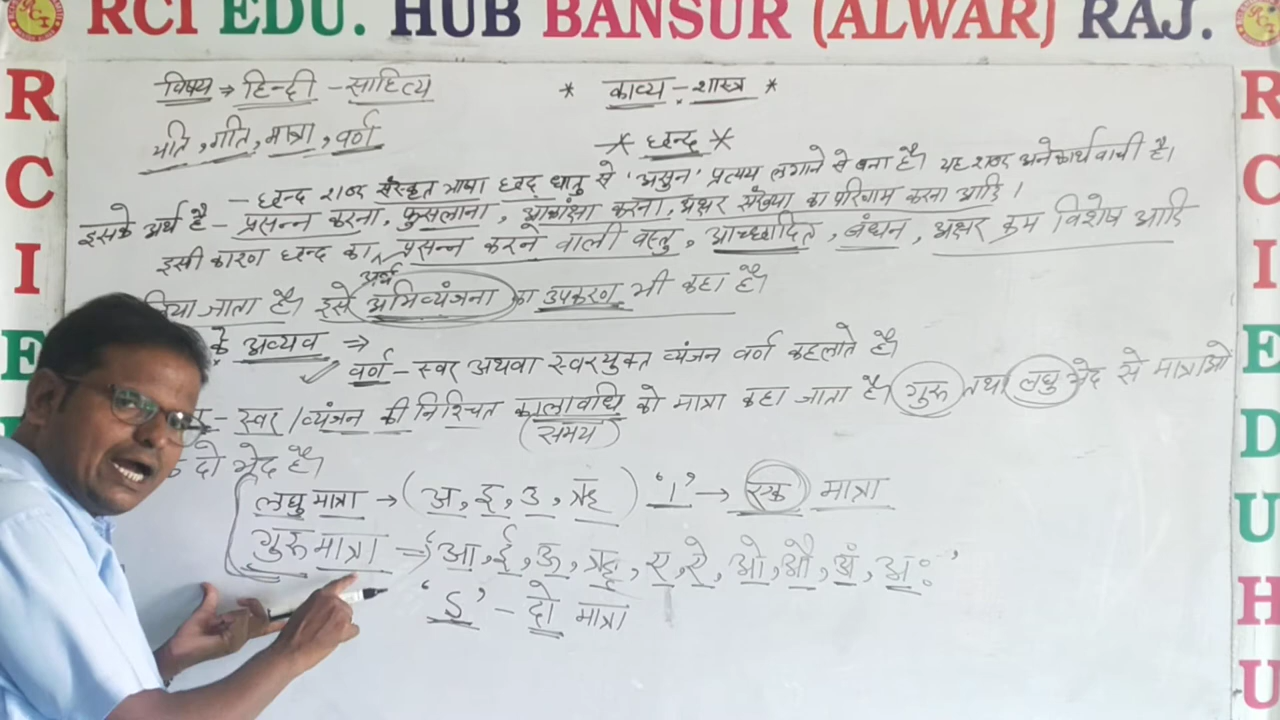 RCI EDU. HUB BANSUR (ALWAR) RAJ.
विषय → हिन्दी - साहित्य * काव्य-शास्त्र *
यति, गति, मात्रा, वर्ण * छन्द *
- छन्द शब्द संस्कृत भाषा छद् धातु से 'असुन' प्रत्यय लगाने से बना है। यह शब्द अनेकार्थवाची है।
इसके अर्थ है - प्रसन्न करना, फुसलाना, आकांक्षा करना, अक्षर संख्या का परिणाम करना आदि।
इसी कारण छन्द का अर्थ प्रसन्न करने वाली वस्तु, आच्छादित, बंधन, अक्षर क्रम विशेष आदि
या जाता है। इसे अभिव्यंजना का उपकरण भी कहा है।
के अव्यव ⇒
वर्ण - स्वर अथवा स्वरयुक्त व्यंजन वर्ण कहलाते है।
- स्वर / व्यंजन की निश्चित कालावधि को मात्रा कहा जाता है। गुरू तथा लघु भेद से मात्राओ
(समय)
के दो भेद है।
लघु मात्रा → (अ, इ, उ, ऋ) 'I' → एक मात्रा
गुरू मात्रा → 'आ, ई, ऊ, ॠ, ए, ऐ, ओ, औ, अं, अः'
'S' - दो मात्रा
R
C
I
E
R
C
I
E
D
U
H
U